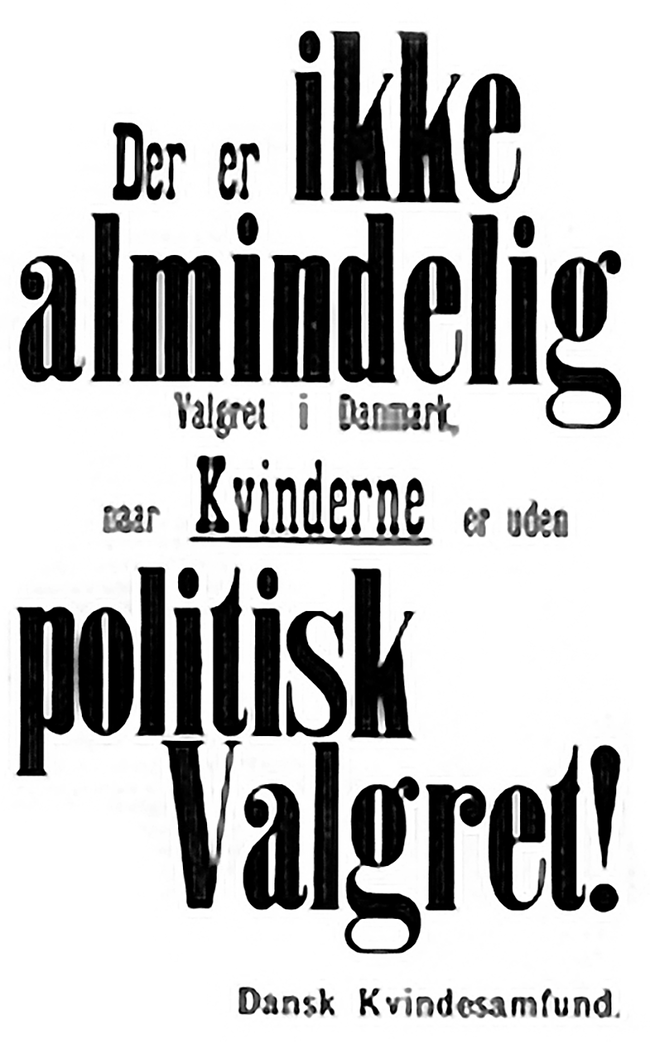 Der er ikke
almindelig
Valgret i Danmark,
naar Kvinderne er uden
politisk
Valgret!
Dansk Kvindesamfund.